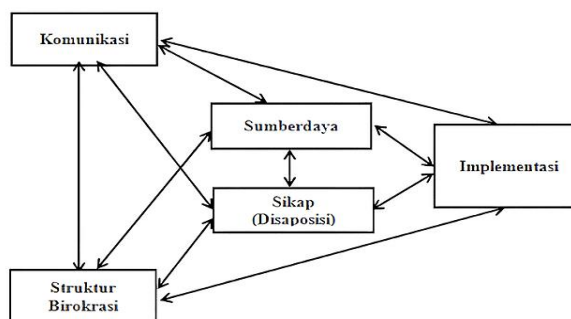 Komunikasi
Sumberdaya
Implementasi
Sikap
(Disaposisi)
Struktur
Birokrasi